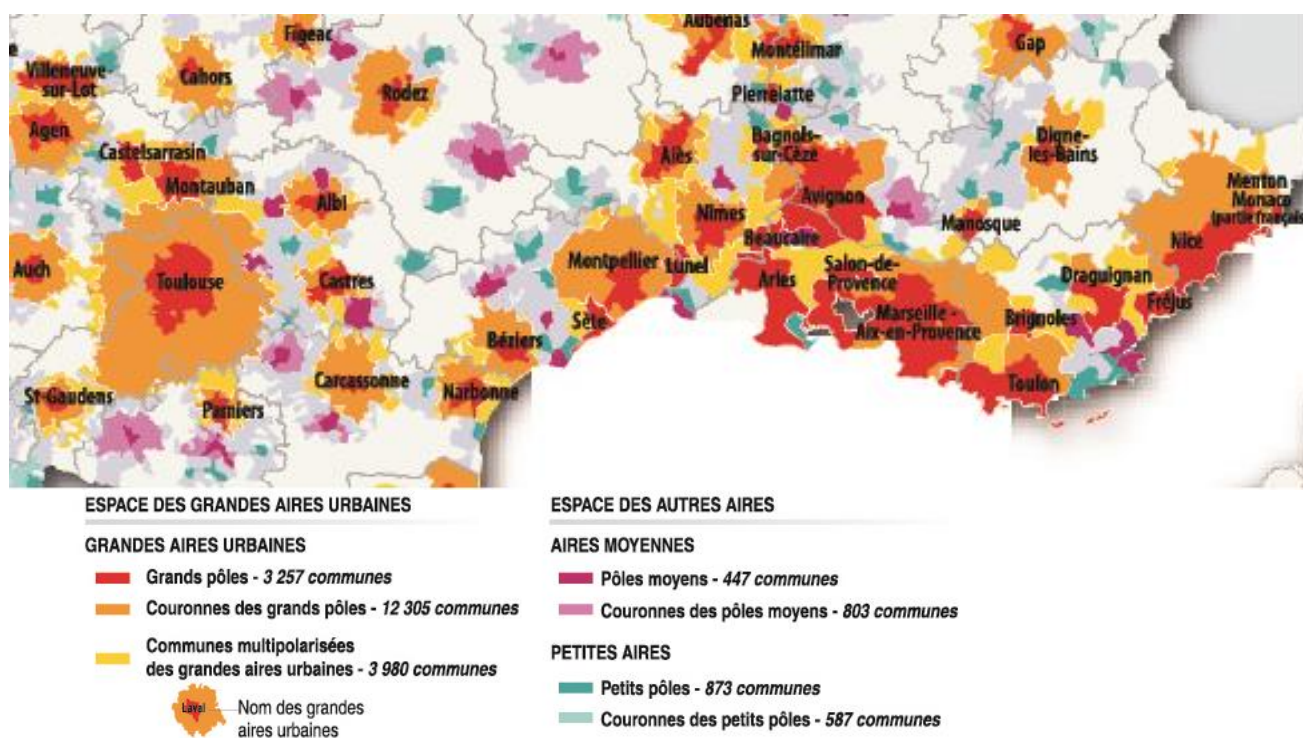 Figeac
Aubenas
Montélimar
Gap
Villeneuve-
sur-Lot
Cahors
Rodez
Pierrelatte
Agen
Castelsarrasin
Alès
Bagnols-
sur-Cèze
Digne-
les-Bains
Montauban
Albi
Avignon
Menton
Monaco
(partie français
Nîmes
Manosque
Beaucaire
Nice
Auch
Toulouse
Castres
Montpellier
Lunel
Arles
Salon-de-
Provence
Draguignan
Fréjus
Sète
Marseille -
Aix-en-Provence
Brignoles
Béziers
St-Gaudens
Pamiers
Carcassonne
Narbonne
Toulon
ESPACE DES GRANDES AIRES URBAINES
GRANDES AIRES URBAINES
Grands pôles - 3 257 communes
Couronnes des grands pôles - 12 305 communes
Communes multipolarisées
des grandes aires urbaines - 3 980 communes
Laval
Nom des grandes
aires urbaines
ESPACE DES AUTRES AIRES
AIRES MOYENNES
Pôles moyens - 447 communes
Couronnes des pôles moyens - 803 communes
PETITES AIRES
Petits pôles - 873 communes
Couronnes des petits pôles - 587 communes